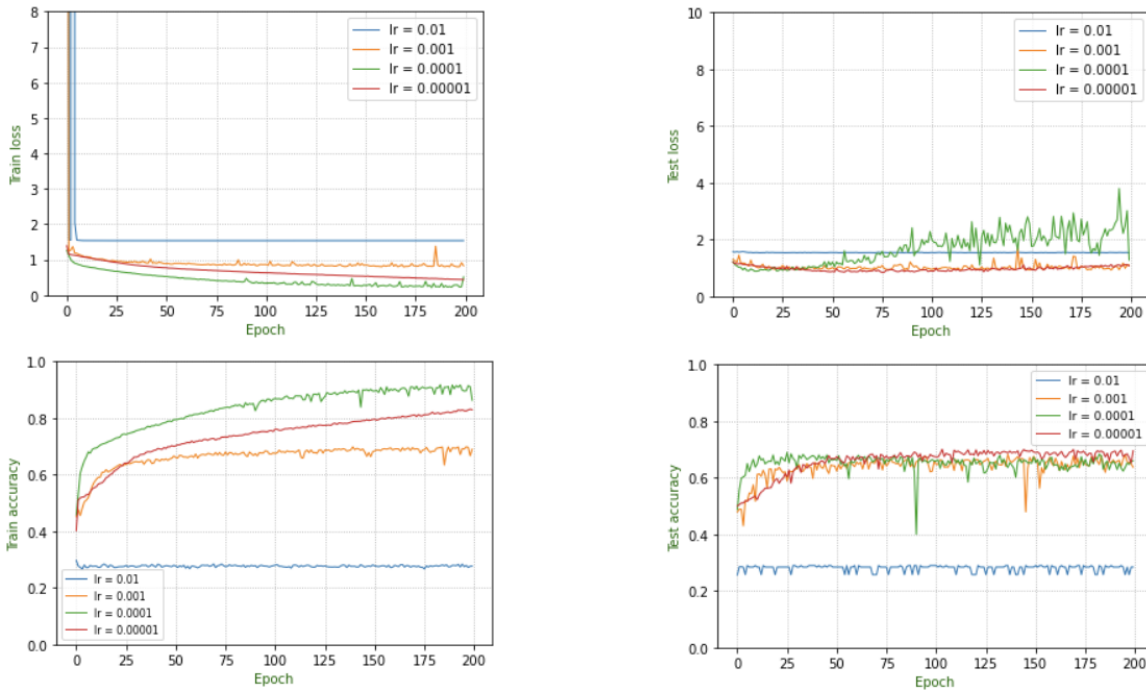 8
7
6
5
4
3
2
1
0
Train loss
lr = 0.01
lr = 0.001
lr = 0.0001
lr = 0.00001
0 25 50 75 100 125 150 175 200
Epoch
10
8
6
4
2
0
Test loss
lr = 0.01
lr = 0.001
lr = 0.0001
lr = 0.00001
0 25 50 75 100 125 150 175 200
Epoch
1.0
0.8
0.6
0.4
0.2
0.0
Train accuracy
lr = 0.01
lr = 0.001
lr = 0.0001
lr = 0.00001
0 25 50 75 100 125 150 175 200
Epoch
1.0
0.8
0.6
0.4
0.2
0.0
Test accuracy
lr = 0.01
lr = 0.001
lr = 0.0001
lr = 0.00001
0 25 50 75 100 125 150 175 200
Epoch